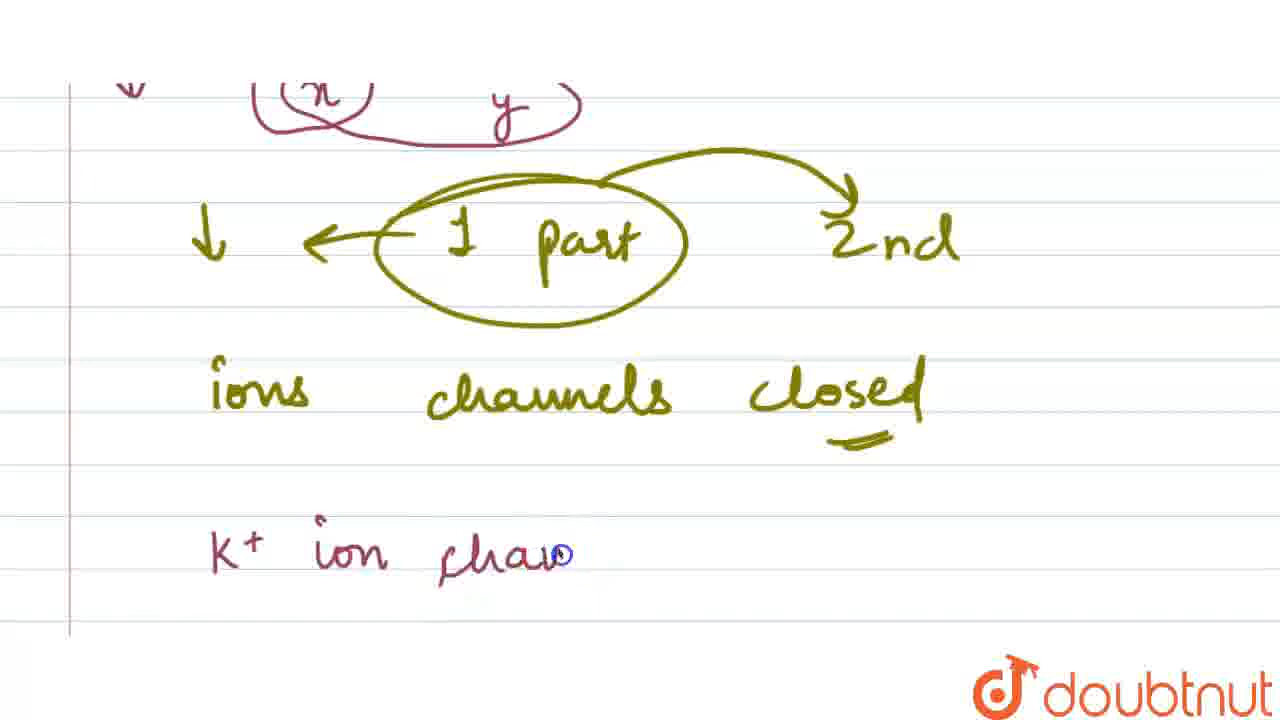 x y
1 part 2nd
ions channels closed
K+ ion chan
doubtnut